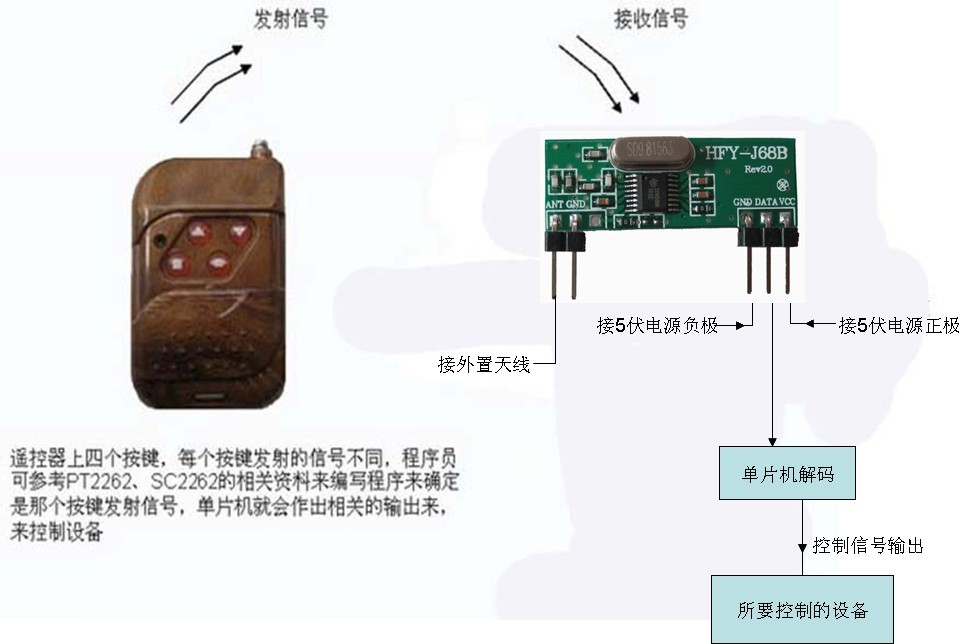 发射信号
接收信号
SD9.81563
HFY-J68B
Rev2.0
ANT GND
GND DATA VCC
接5伏电源负极
接5伏电源正极
接外置天线
遥控器上四个按键，每个按键发射的信号不同，程序员
可参考PT2262、SC2262的相关资料来编写程序来确定
是那个按键发射信号，单片机就会作出相关的输出来，
来控制设备
单片机解码
控制信号输出
所要控制的设备